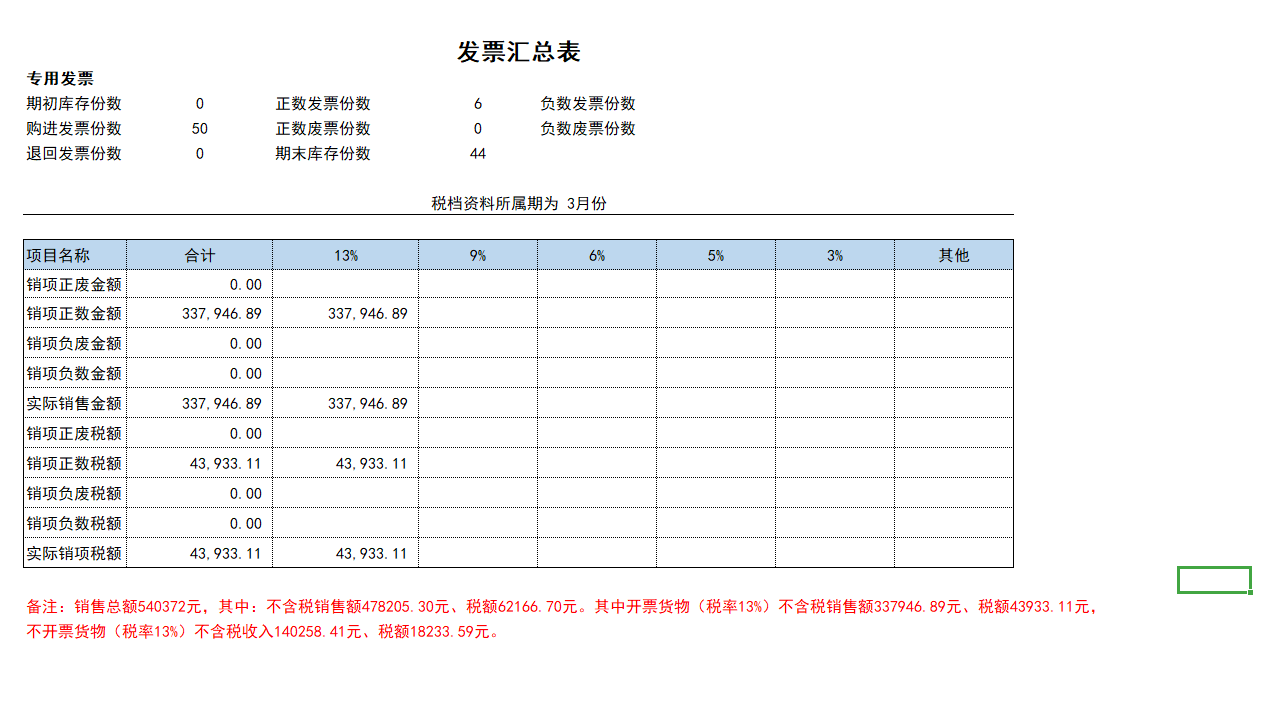 发票汇总表
专用发票
期初库存份数 0 正数发票份数 6 负数发票份数
购进发票份数 50 正数废票份数 0 负数废票份数
退回发票份数 0 期末库存份数 44
税档资料所属期为 3月份
项目名称 合计 13% 9% 6% 5% 3% 其他
销项正废金额 0.00
销项正数金额 337,946.89 337,946.89
销项负废金额 0.00
销项负数金额 0.00
实际销售金额 337,946.89 337,946.89
销项正废税额 0.00
销项正数税额 43,933.11 43,933.11
销项负废税额 0.00
销项负数税额 0.00
实际销项税额 43,933.11 43,933.11
备注：销售总额540372元，其中：不含税销售额478205.30元、税额62166.70元。其中开票货物（税率13%）不含税销售额337946.89元、税额43933.11元，
不开票货物（税率13%）不含税收入140258.41元、税额18233.59元。